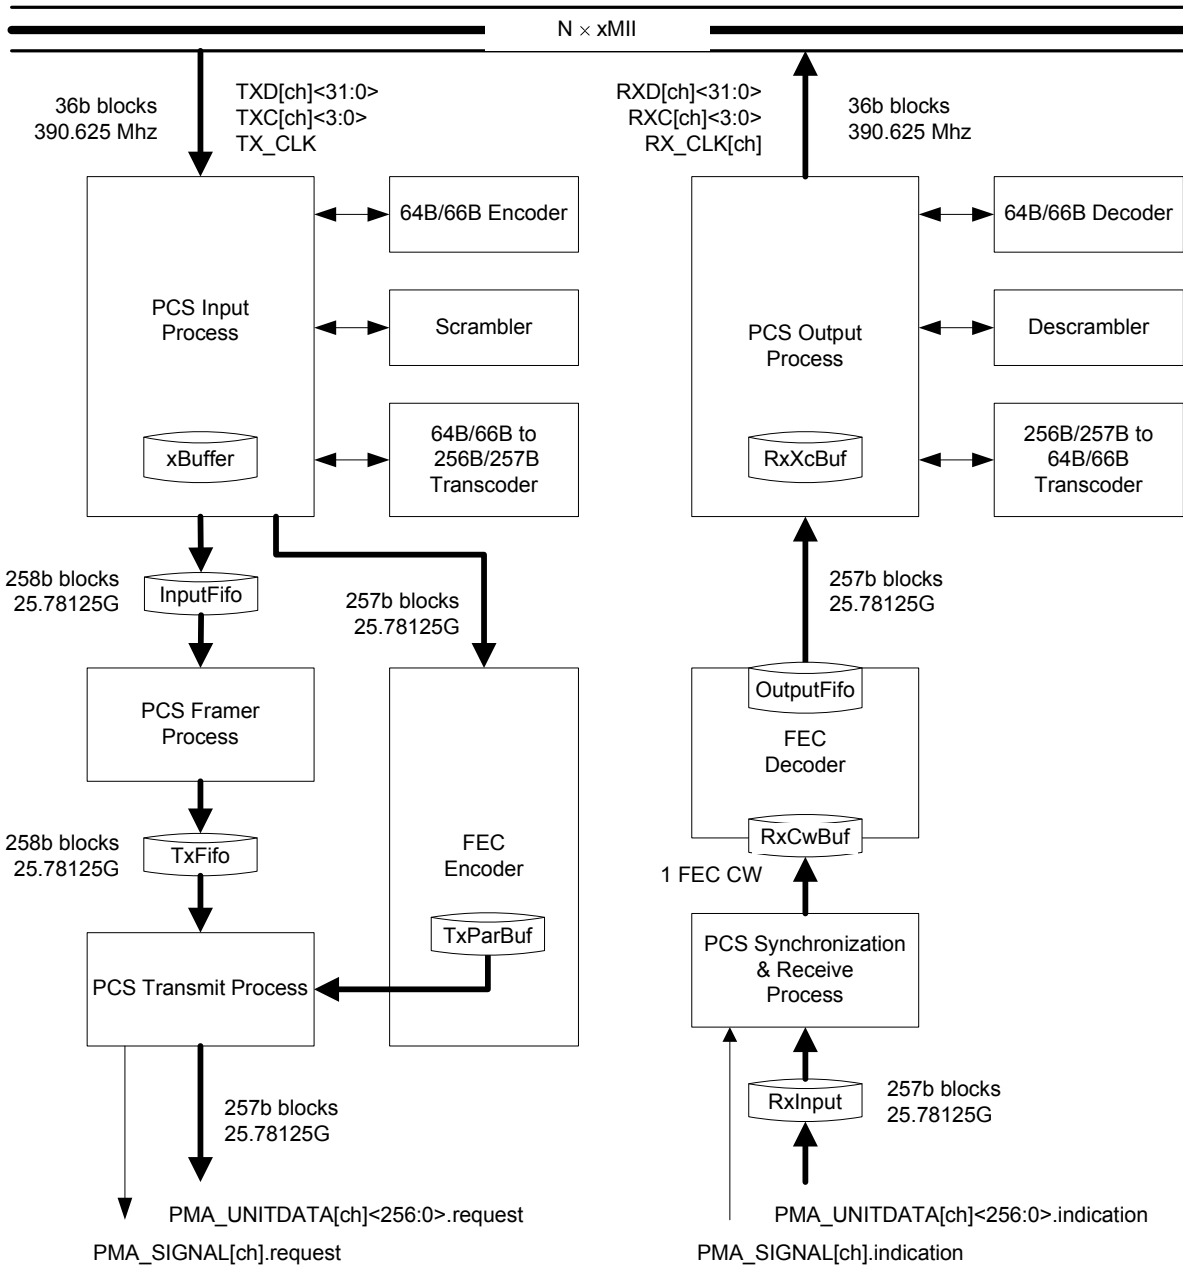 N × xMII
36b blocks
390.625 Mhz
TXD[ch]<31:0>
TXC[ch]<3:0>
TX_CLK
RXD[ch]<31:0>
RXC[ch]<3:0>
RX_CLK[ch]
36b blocks
390.625 Mhz
PCS Input
Process
xBuffer
64B/66B Encoder
Scrambler
64B/66B to
256B/257B
Transcoder
PCS Output
Process
RxXcBuf
64B/66B Decoder
Descrambler
256B/257B to
64B/66B
Transcoder
258b blocks
25.78125G
InputFifo
257b blocks
25.78125G
257b blocks
25.78125G
PCS Framer
Process
OutputFifo
FEC
Decoder
RxCwBuf
258b blocks
25.78125G
TxFifo
FEC
Encoder
TxParBuf
1 FEC CW
PCS Transmit Process
PCS Synchronization
& Receive
Process
257b blocks
25.78125G
RxInput
257b blocks
25.78125G
PMA_UNITDATA[ch]<256:0>.request
PMA_SIGNAL[ch].request
PMA_UNITDATA[ch]<256:0>.indication
PMA_SIGNAL[ch].indication